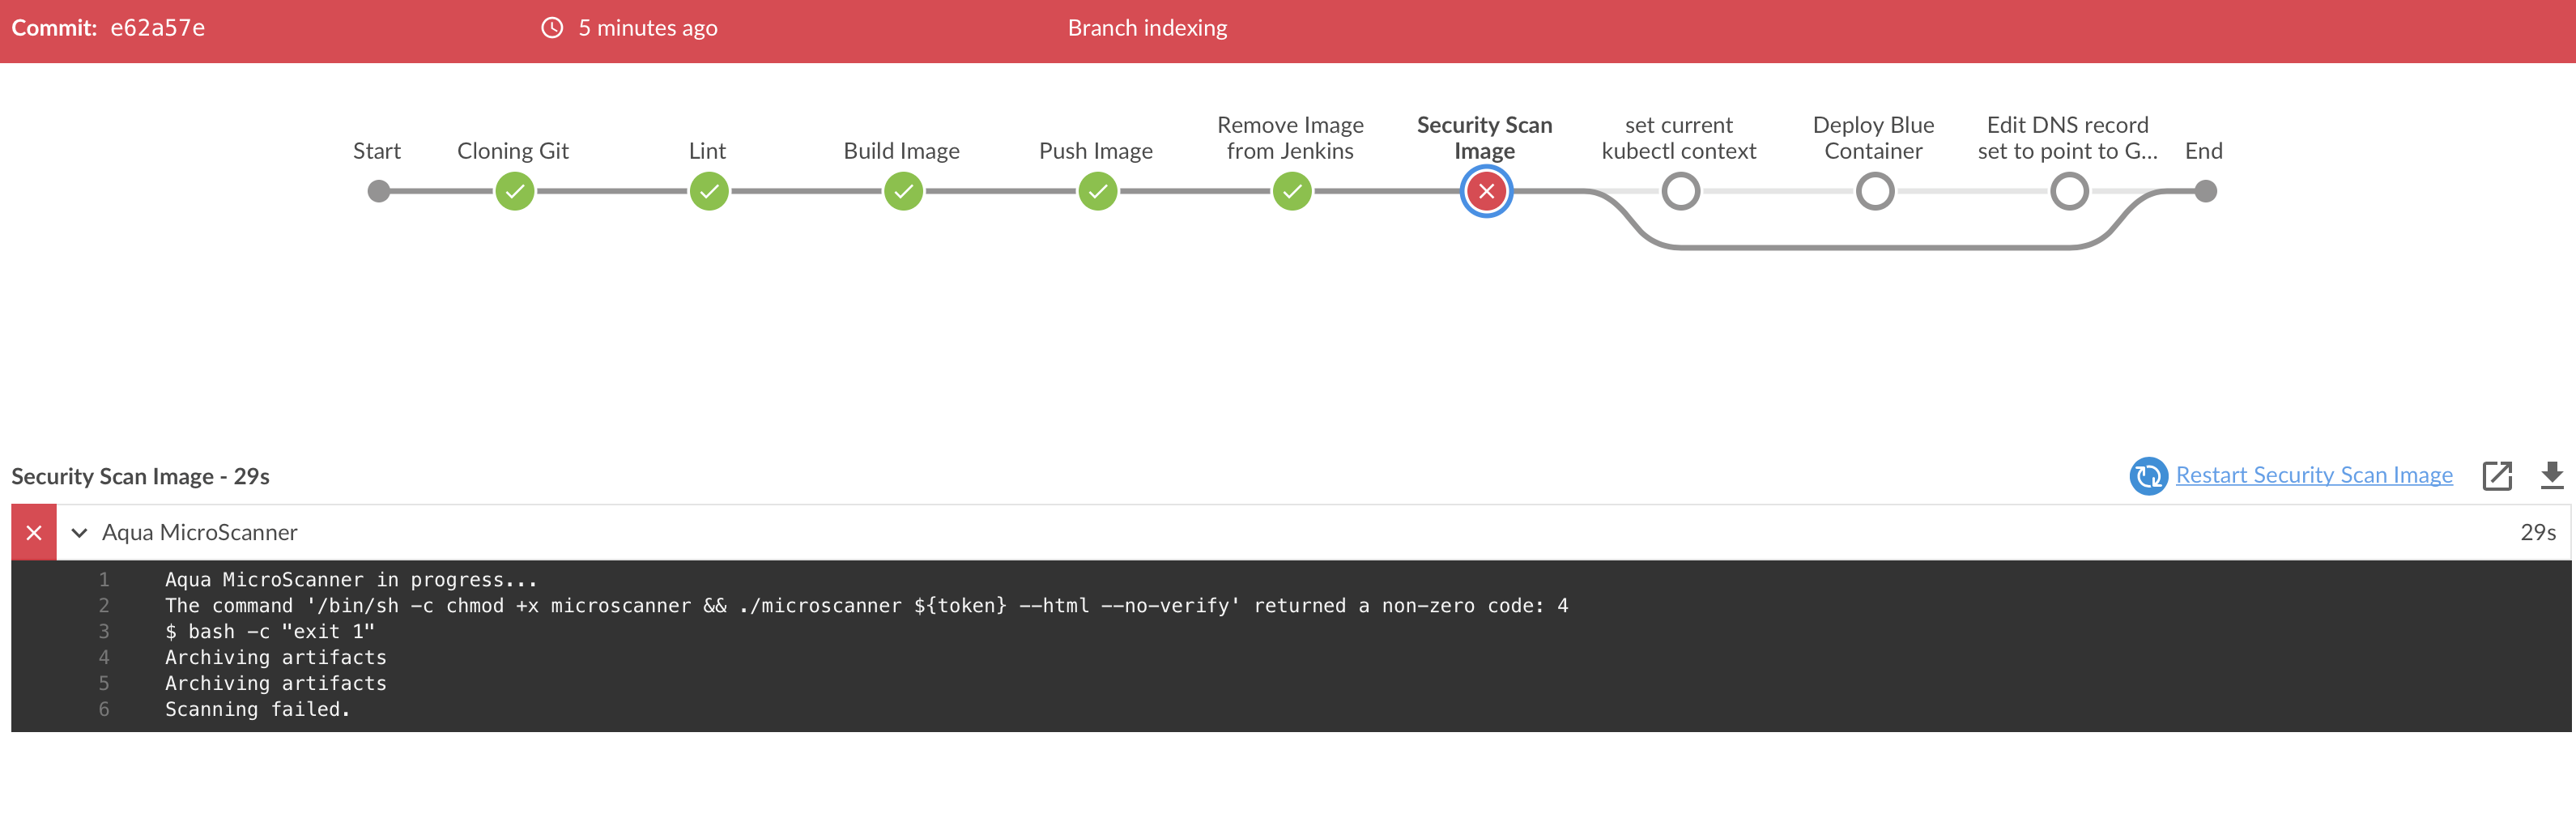 Commit: e62a57e 5 minutes ago Branch indexing
Start
Cloning Git
Lint
Build Image
Push Image
Remove Image
from Jenkins
Security Scan
Image
set current
kubectl context
Deploy Blue
Container
Edit DNS record
set to point to G...
End
Security Scan Image - 29s
Restart Security Scan Image
Aqua MicroScanner 29s
1 Aqua MicroScanner in progress...
2 The command '/bin/sh -c chmod +x microscanner && ./microscanner ${token} --html --no-verify' returned a non-zero code: 4
3 $ bash -c "exit 1"
4 Archiving artifacts
5 Archiving artifacts
6 Scanning failed.